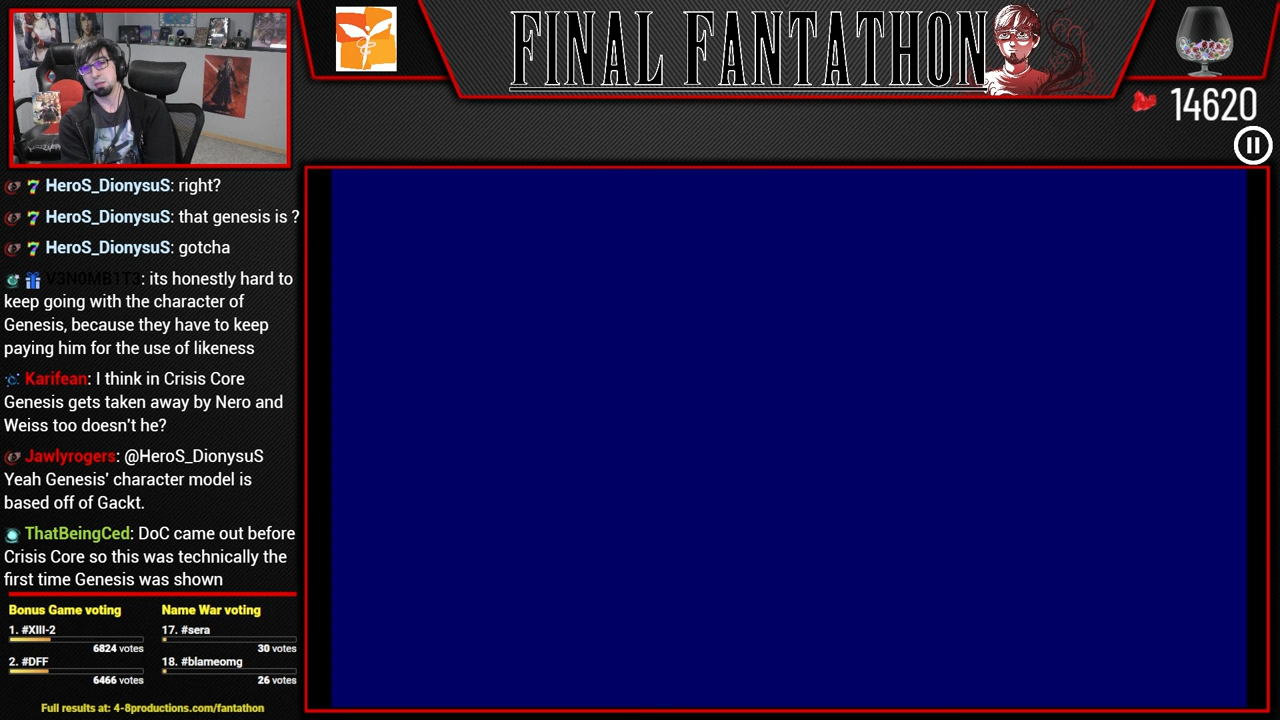 FINAL FANTATHON
14620
HeroS_DionysuS: right?
HeroS_DionysuS: that genesis is ?
HeroS_DionysuS: gotcha
V3N0MB1T3: its honestly hard to
keep going with the character of
Genesis, because they have to keep
paying him for the use of likeness
Karifean: I think in Crisis Core
Genesis gets taken away by Nero and
Weiss too doesn't he?
Jawlyrogers: @HeroS_DionysuS
Yeah Genesis' character model is
based off of Gackt.
ThatBeingCed: DoC came out before
Crisis Core so this was technically the
first time Genesis was shown
Bonus Game voting
1. #XIII-2
6824 votes
2. #DFF
6466 votes
Name War voting
17. #sera
30 votes
18. #blameomg
26 votes
Full results at: 4-8productions.com/fantathon